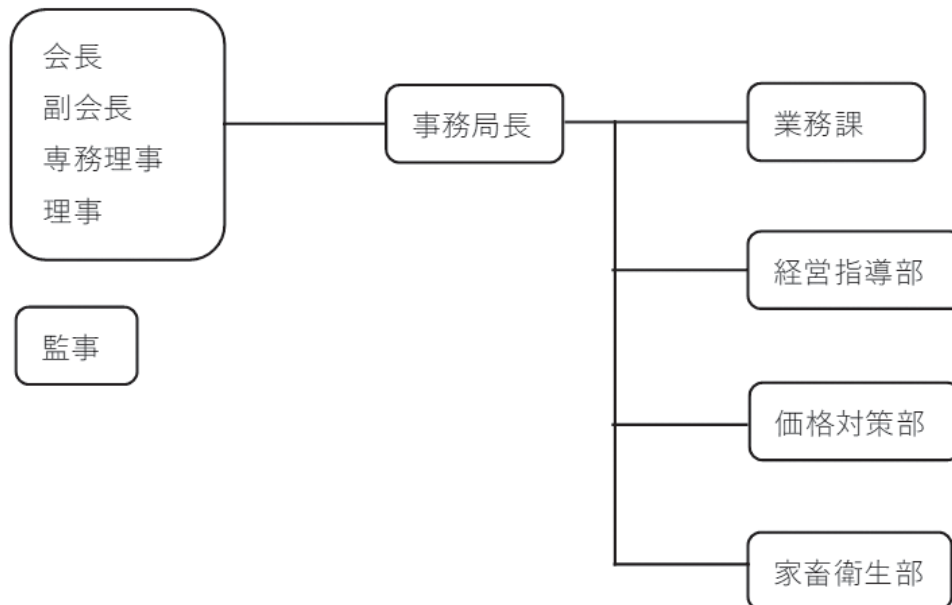 会長
副会長
専務理事
理事
監事
事務局長
業務課
経営指導部
価格対策部
家畜衛生部